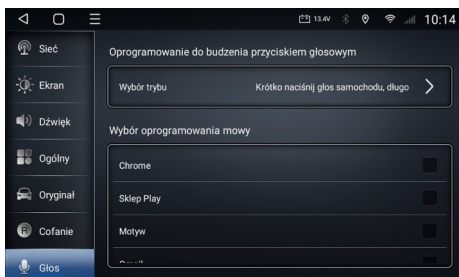 13.4V 10:14
Sieć
Ekran
Dźwięk
Ogólny
Oryginał
R Cofanie
Głos
Oprogramowanie do budzenia przyciskiem głosowym
Wybór trybu Krótko naciśnij głos samochodu, długo
Wybór oprogramowania mowy
Chrome
Sklep Play
Motyw